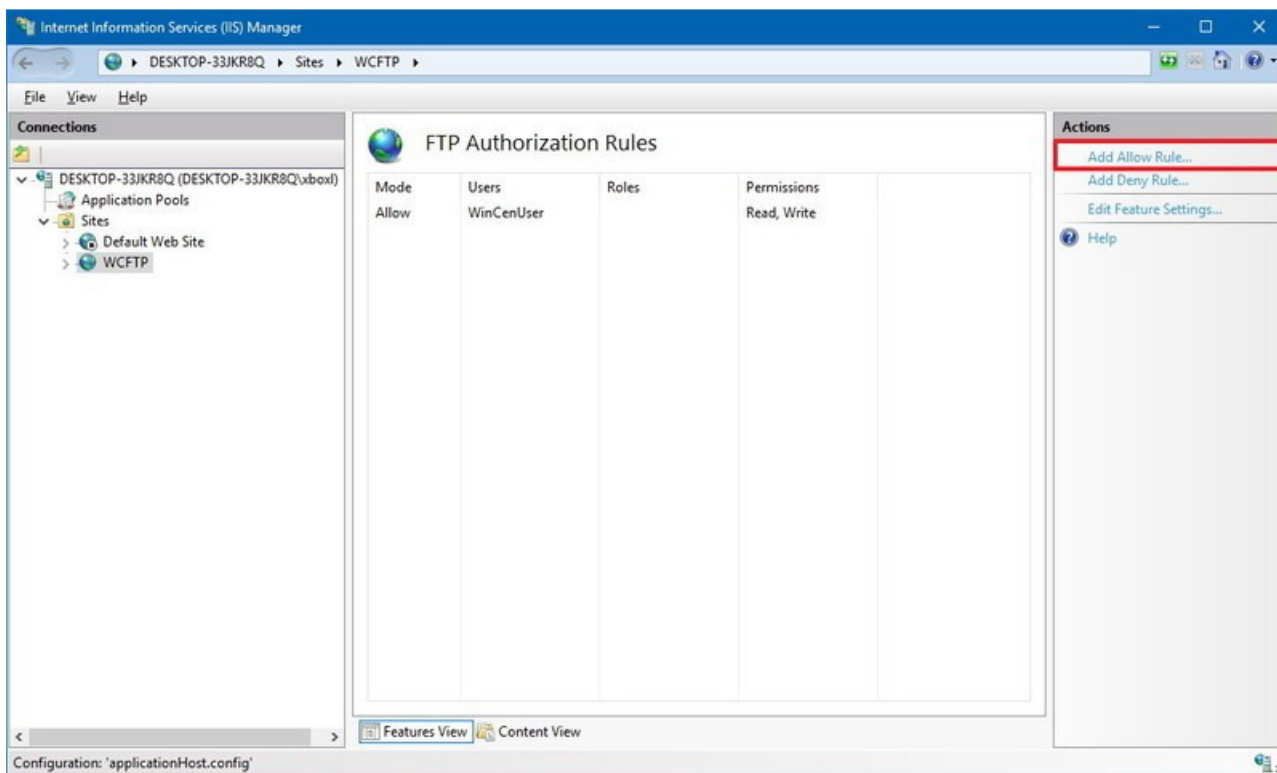 Internet Information Services (IIS) Manager
DESKTOP-33JKR8Q Sites WCFTP
File View Help
Connections
DESKTOP-33JKR8Q (DESKTOP-33JKR8Q\xboxl)
Application Pools
Sites
Default Web Site
WCFTP
FTP Authorization Rules
Mode Users Roles Permissions
Allow WinCenUser Read, Write
Features View Content View
Actions
Add Allow Rule...
Add Deny Rule...
Edit Feature Settings...
Help
Configuration: 'applicationHost.config'